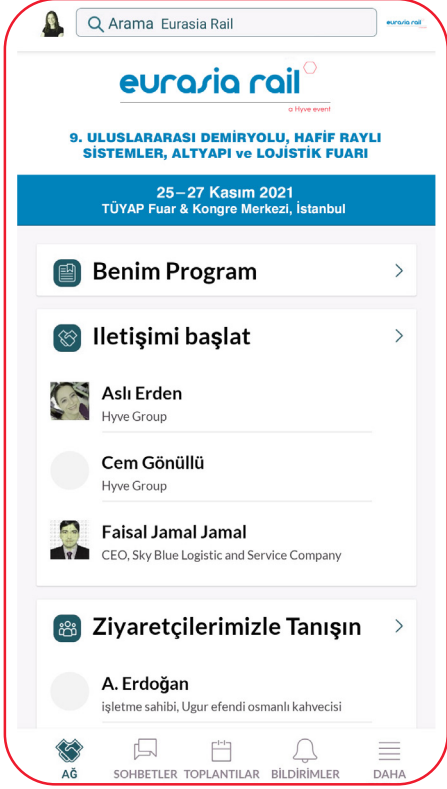 Arama Eurasia Rail
eurasia rail
eurasia rail
a Hyve event
9. ULUSLARARASI DEMİRYOLU, HAFİF RAYLI
SİSTEMLER, ALTYAPI ve LOJİSTİK FUARI
25–27 Kasım 2021
TÜYAP Fuar & Kongre Merkezi, İstanbul
Benim Program
Iletişimi başlat
Aslı Erden
Hyve Group
Cem Gönüllü
Hyve Group
Faisal Jamal Jamal
CEO, Sky Blue Logistic and Service Company
Ziyaretçilerimizle Tanışın
A. Erdoğan
işletme sahibi, Ugur efendi osmanlı kahvecisi
AĞ SOHBETLER TOPLANTILAR BİLDİRİMLER DAHA